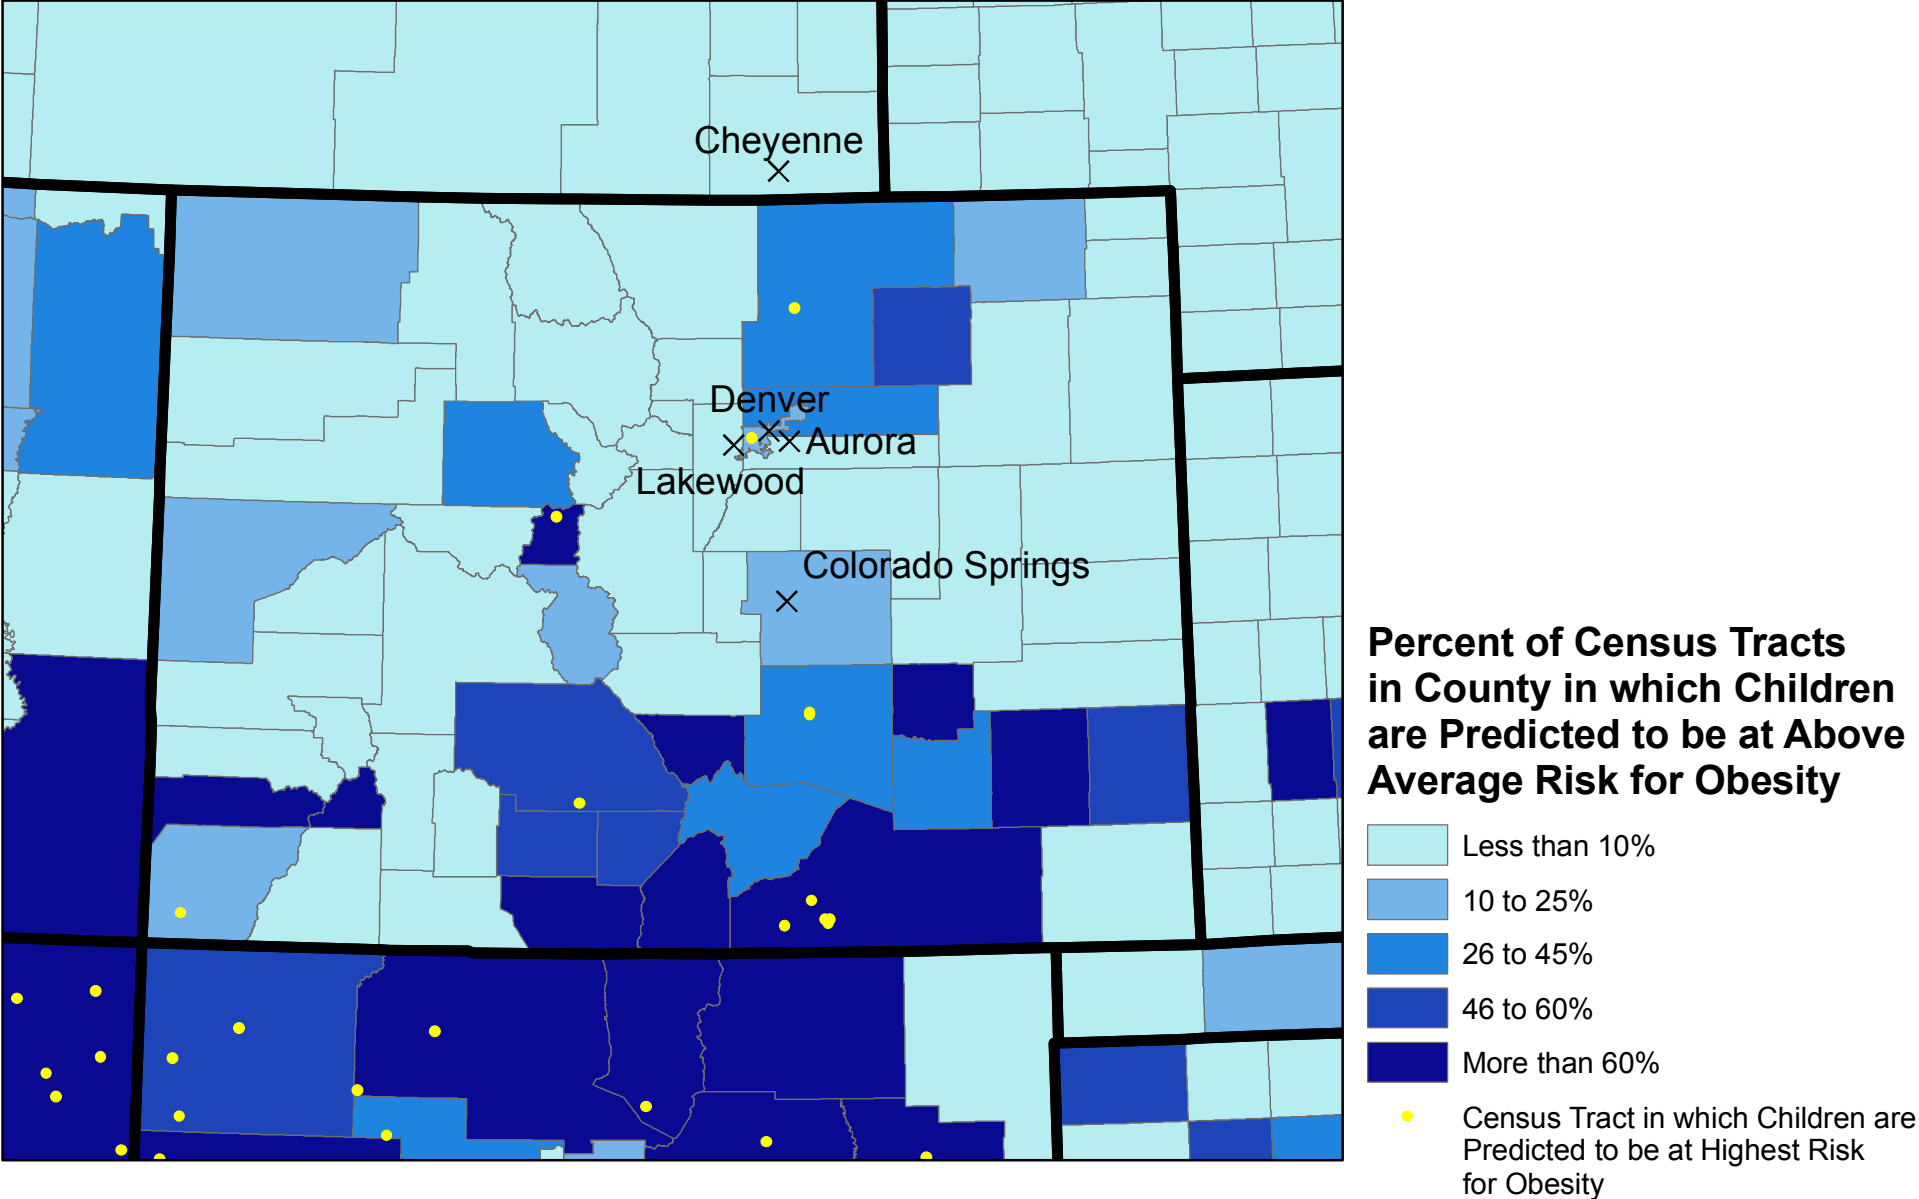 Cheyenne
Denver
Aurora
Lakewood
Colorado Springs
Percent of Census Tracts
in County in which Children
are Predicted to be at Above
Average Risk for Obesity
Less than 10%
10 to 25%
26 to 45%
46 to 60%
More than 60%
Census Tract in which Children are
Predicted to be at Highest Risk
for Obesity